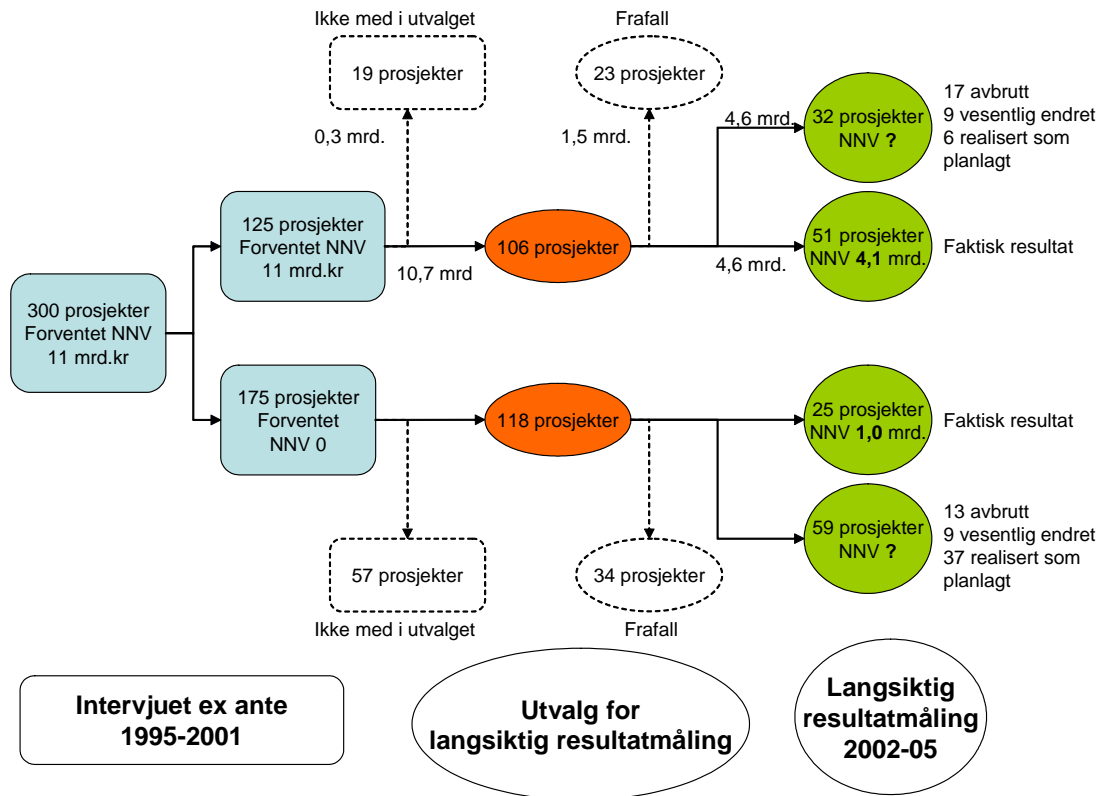 Ikke med i utvalget
19 prosjekter
0,3 mrd.
Frafall
23 prosjekter
1,5 mrd.
4,6 mrd.
32 prosjekter
NNV ?
17 avbrutt
9 vesentlig endret
6 realisert som
planlagt
125 prosjekter
Forventet NNV
11 mrd.kr
10,7 mrd
106 prosjekter
4,6 mrd.
51 prosjekter
NNV 4,1 mrd.
Faktisk resultat
300 prosjekter
Forventet NNV
11 mrd.kr
175 prosjekter
Forventet
NNV 0
118 prosjekter
25 prosjekter
NNV 1,0 mrd.
Faktisk resultat
57 prosjekter
Ikke med i utvalget
34 prosjekter
Frafall
59 prosjekter
NNV ?
13 avbrutt
9 vesentlig endret
37 realisert som
planlagt
Intervjuet ex ante
1995-2001
Utvalg for
langsiktig resultatmåling
Langsiktig
resultatmåling
2002-05